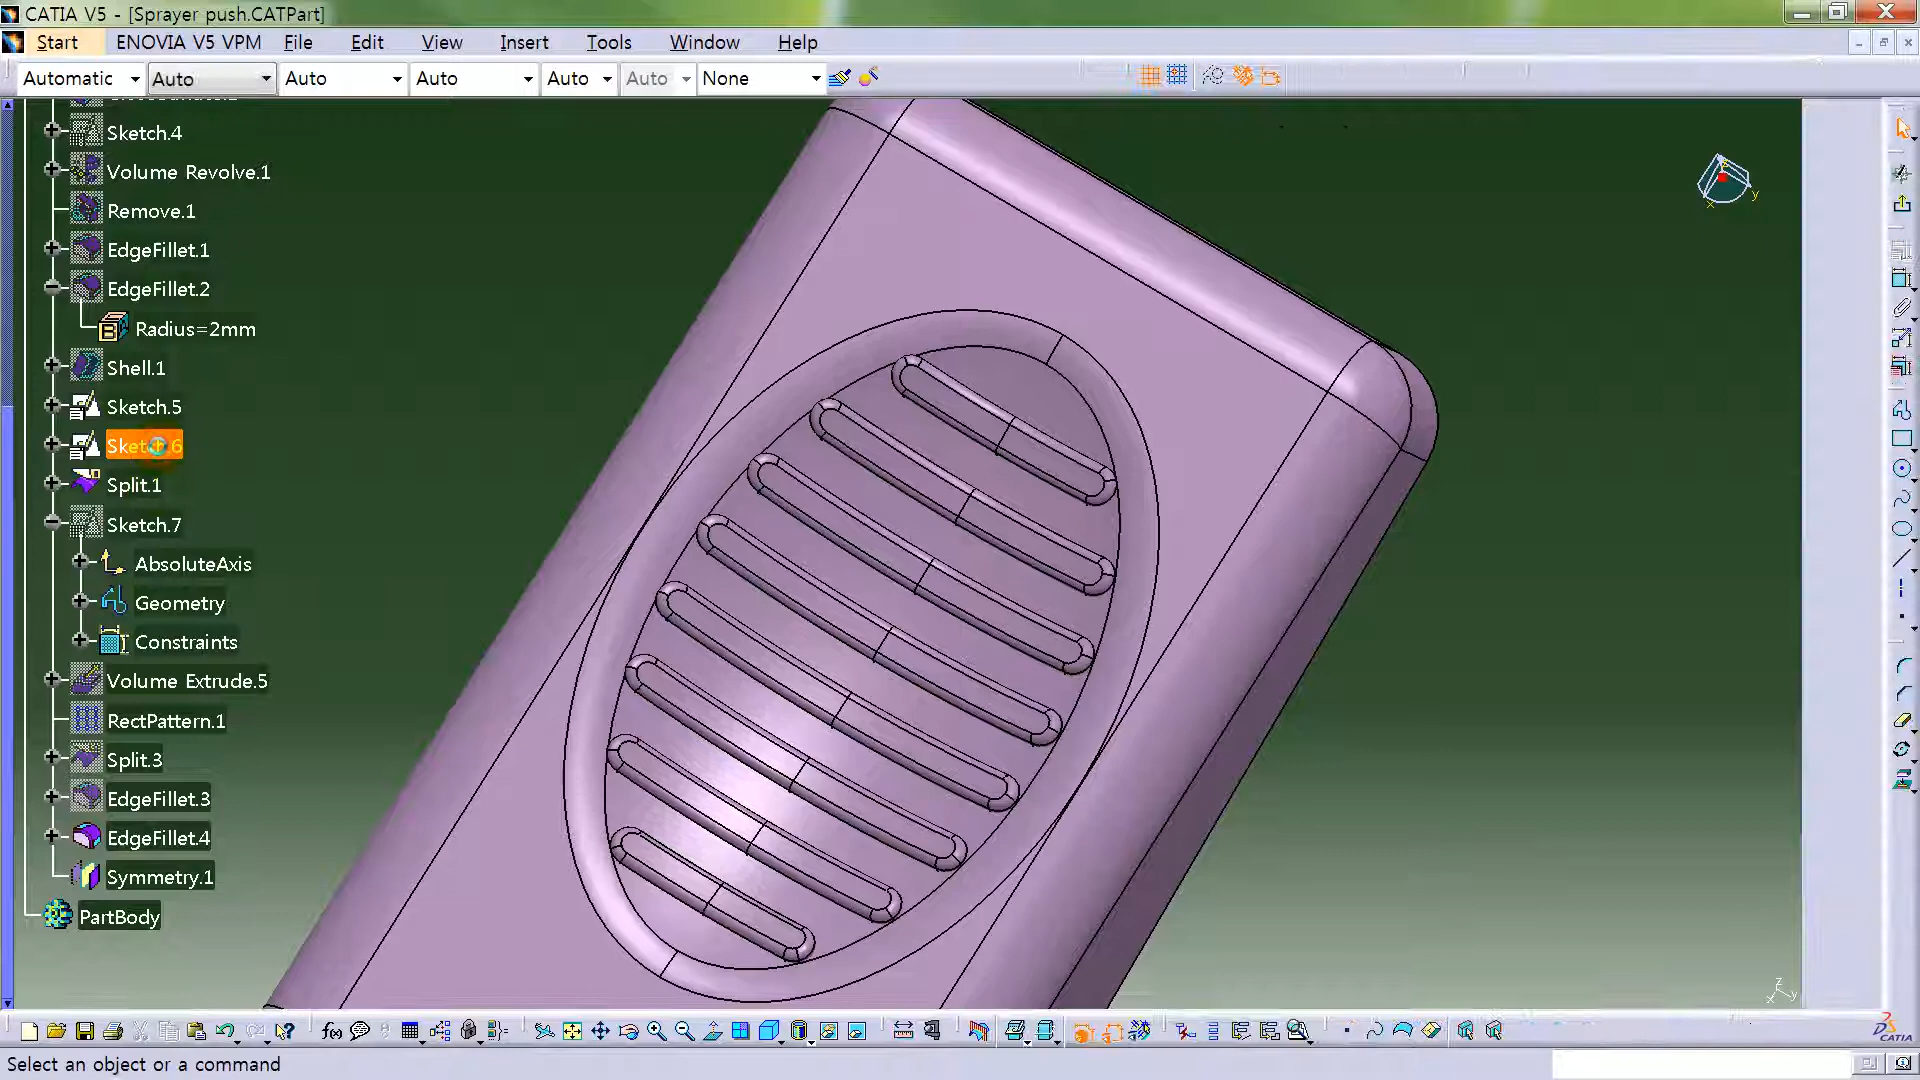 CATIA V5 - [Sprayer push.CATPart]
Start ENOVIA V5 VPM File Edit View Insert Tools Window Help
Automatic Auto Auto Auto Auto Auto None
Sketch.4
Volume Revolve.1
Remove.1
EdgeFillet.1
EdgeFillet.2
Radius=2mm
Shell.1
Sketch.5
Sketch.6
Split.1
Sketch.7
AbsoluteAxis
Geometry
Constraints
Volume Extrude.5
RectPattern.1
Split.3
EdgeFillet.3
EdgeFillet.4
Symmetry.1
PartBody
x y
z
x y
f(x)
CATIA
Select an object or a command